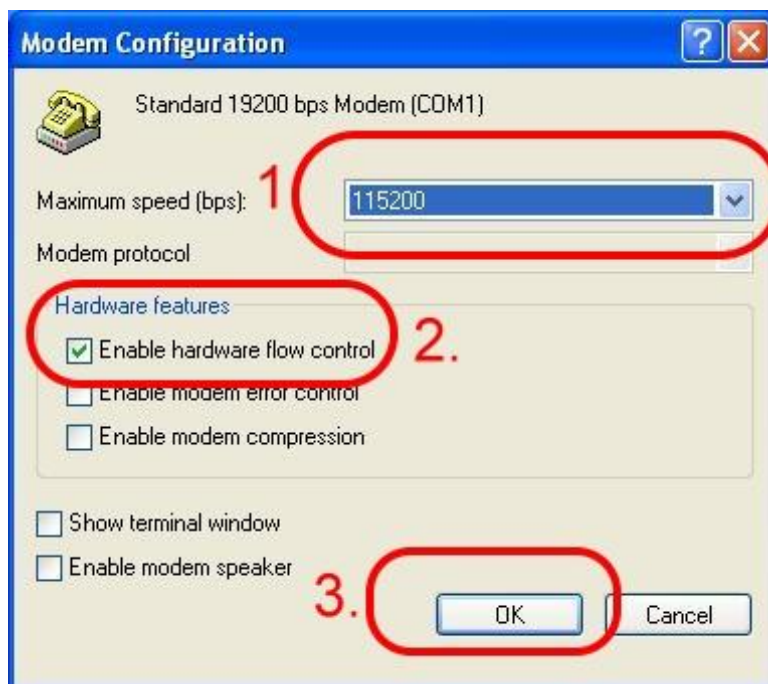 Modem Configuration
Standard 19200 bps Modem (COM1)
1
Maximum speed (bps): 115200
Modem protocol
Hardware features
Enable hardware flow control
2.
Enable modem error control
Enable modem compression
Show terminal window
Enable modem speaker
3.
OK Cancel